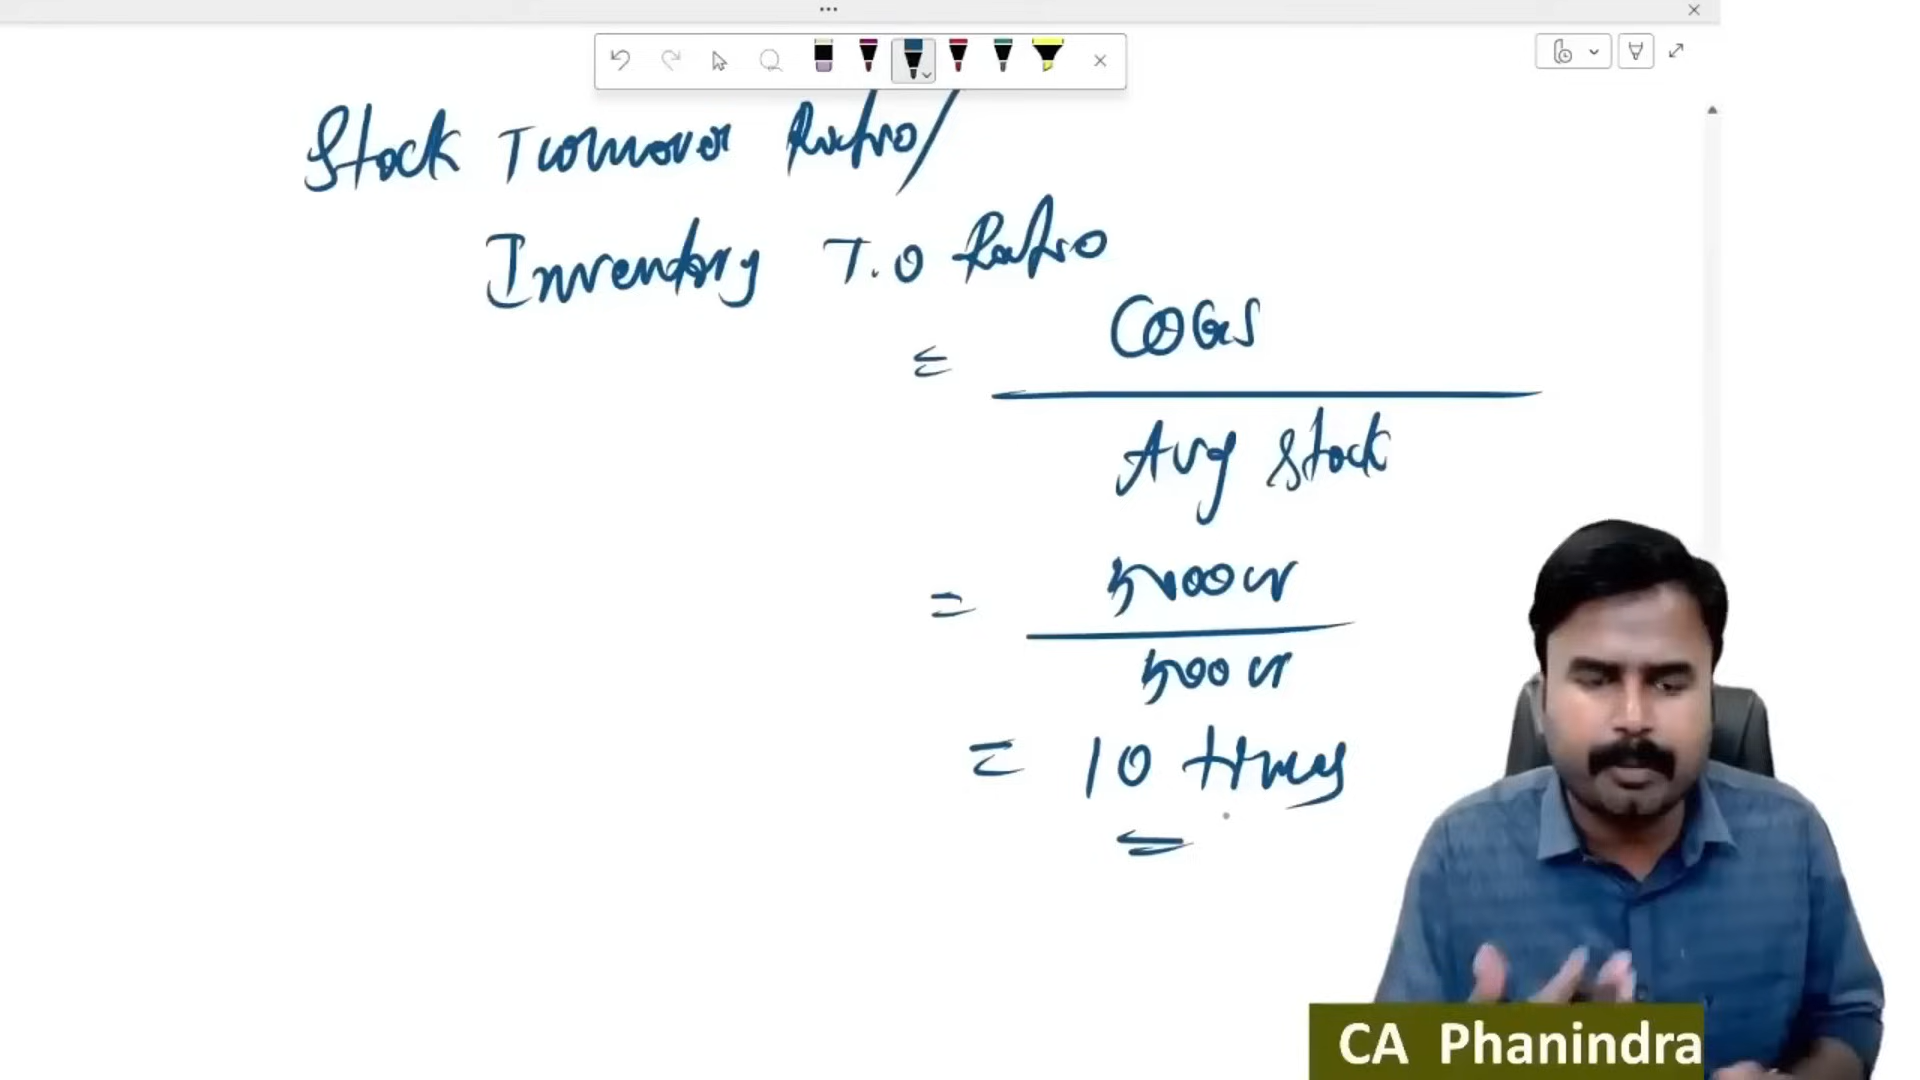 Stock Turnover Ratio/
Inventory T.O Ratio
= COGS
Avg Stock
= 5000 cr
500 cr
= 10 times
CA Phanindra